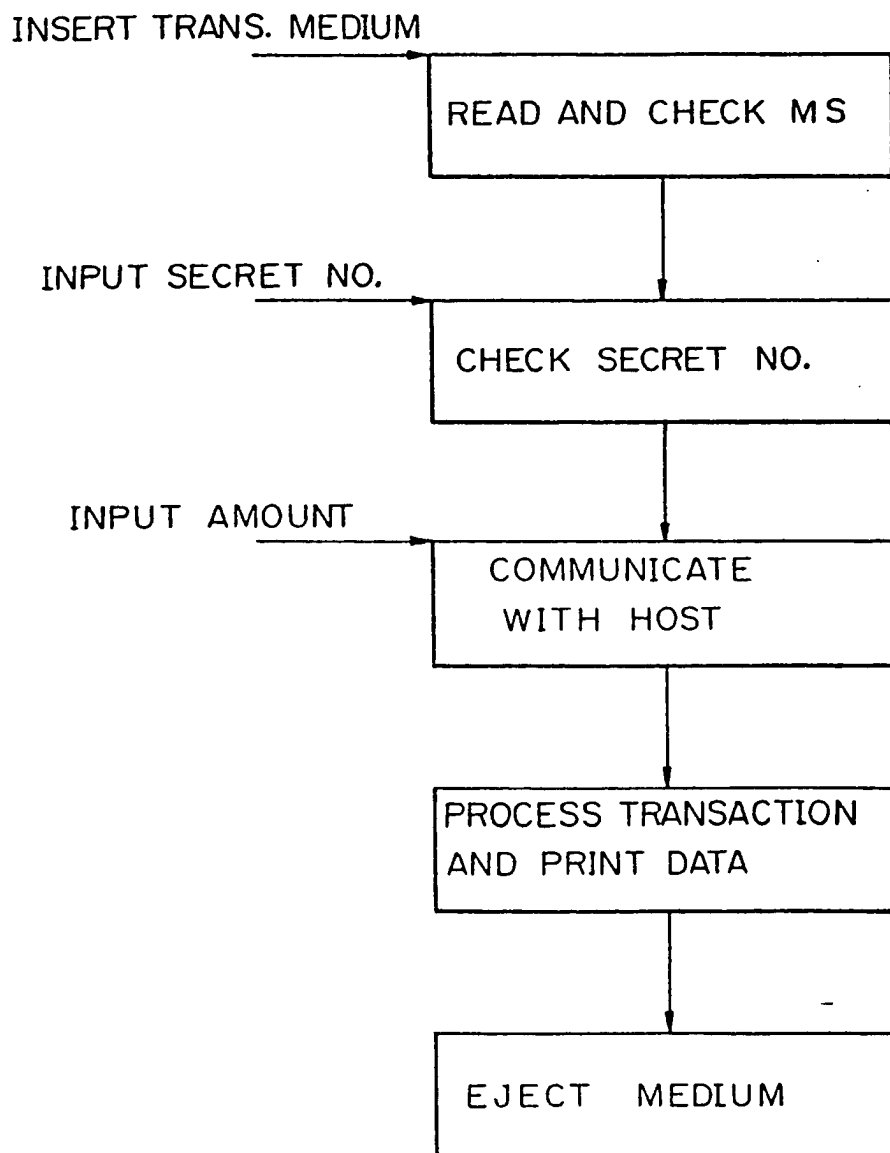 INSERT TRANS. MEDIUM
READ AND CHECK MS
INPUT SECRET NO.
CHECK SECRET NO.
INPUT AMOUNT
COMMUNICATE
WITH HOST
PROCESS TRANSACTION
AND PRINT DATA
EJECT MEDIUM